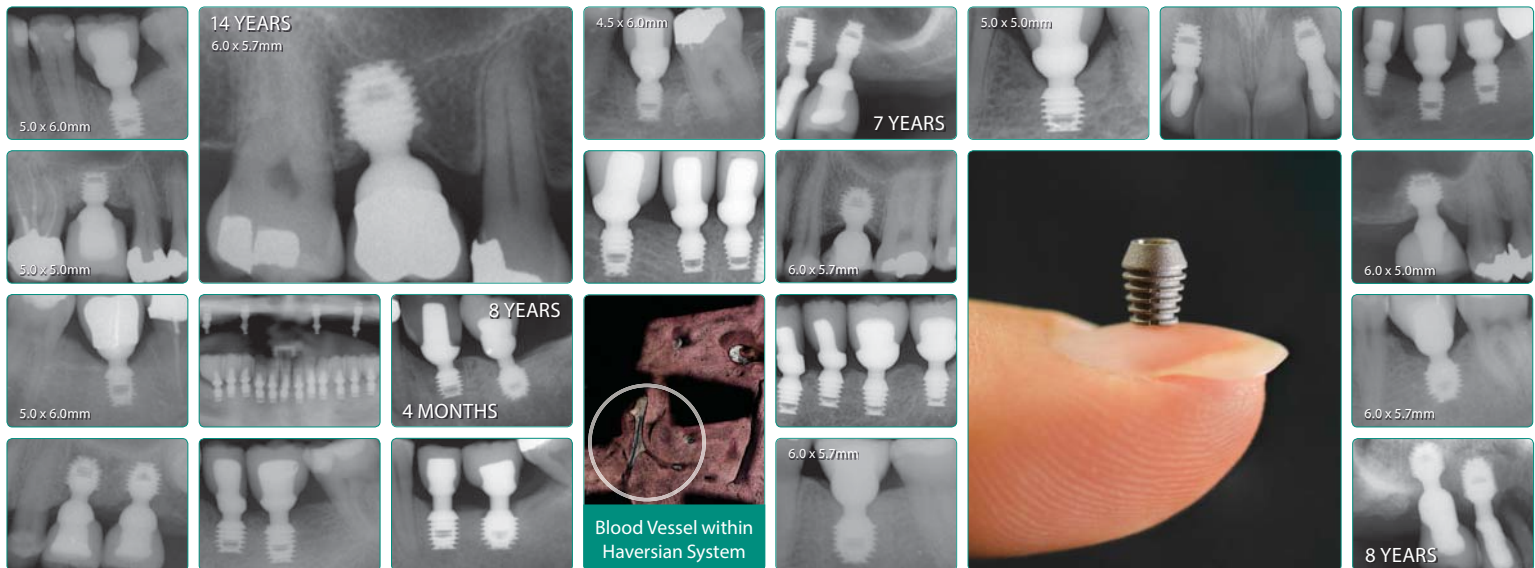 14 YEARS
6.0 x 5.7mm
4.5 x 6.0mm
5.0 x 5.0mm
5.0 x 6.0mm
7 YEARS
5.0 x 5.0mm
6.0 x 5.7mm
6.0 x 5.0mm
8 YEARS
5.0 x 6.0mm
4 MONTHS
6.0 x 5.7mm
6.0 x 5.7mm
Blood Vessel within
Haversian System
8 YEARS